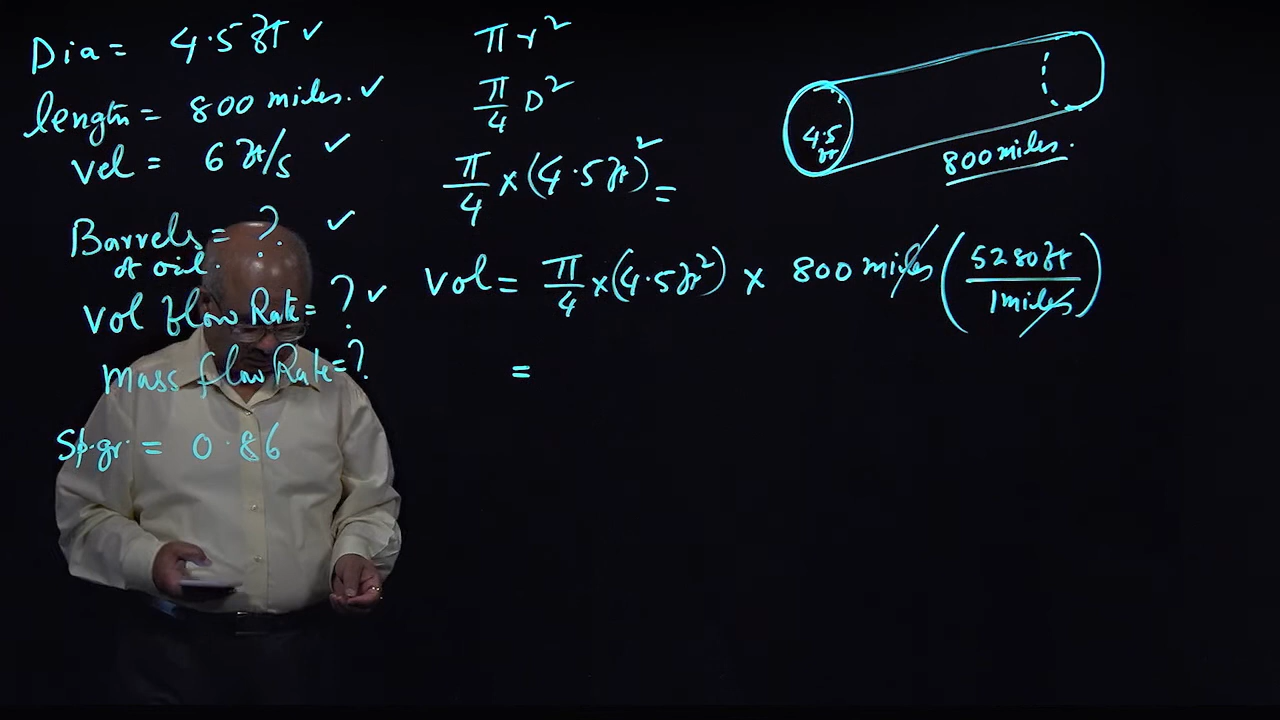 Dia = 4.5 ft ✓
length = 800 miles. ✓
vel = 6 ft/s ✓
Barrels = ? ✓
of oil.
Vol flow Rate = ? ✓
Mass flow Rate = ?
Sp.gr. = 0.86
π r²
π/4 D²
π/4 × (4.5 ft)² =
Vol = π/4 × (4.5 ft²) × 800 miles (5280 ft / 1 miles)
=
4.5 ft
800 miles.